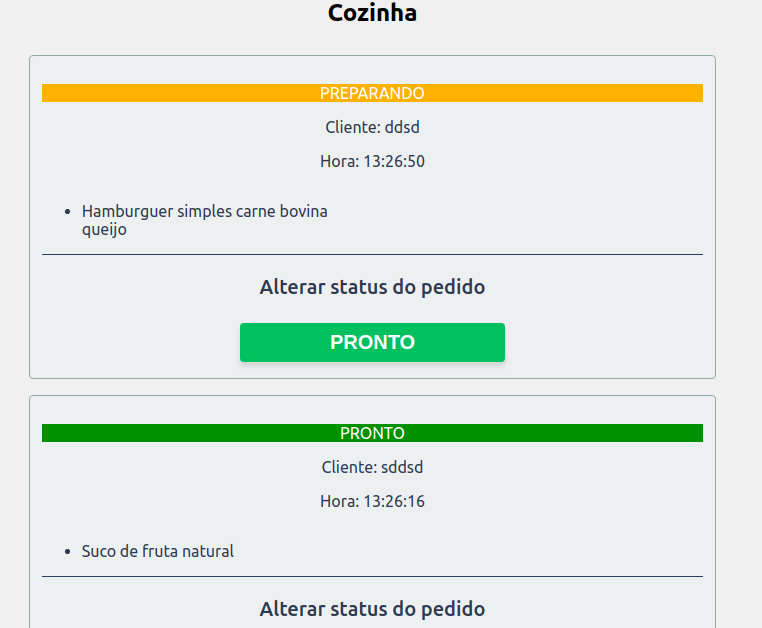 Cozinha
PREPARANDO
Cliente: ddsd
Hora: 13:26:50
Hamburguer simples carne bovina
queijo
Alterar status do pedido
PRONTO
PRONTO
Cliente: sddsd
Hora: 13:26:16
Suco de fruta natural
Alterar status do pedido